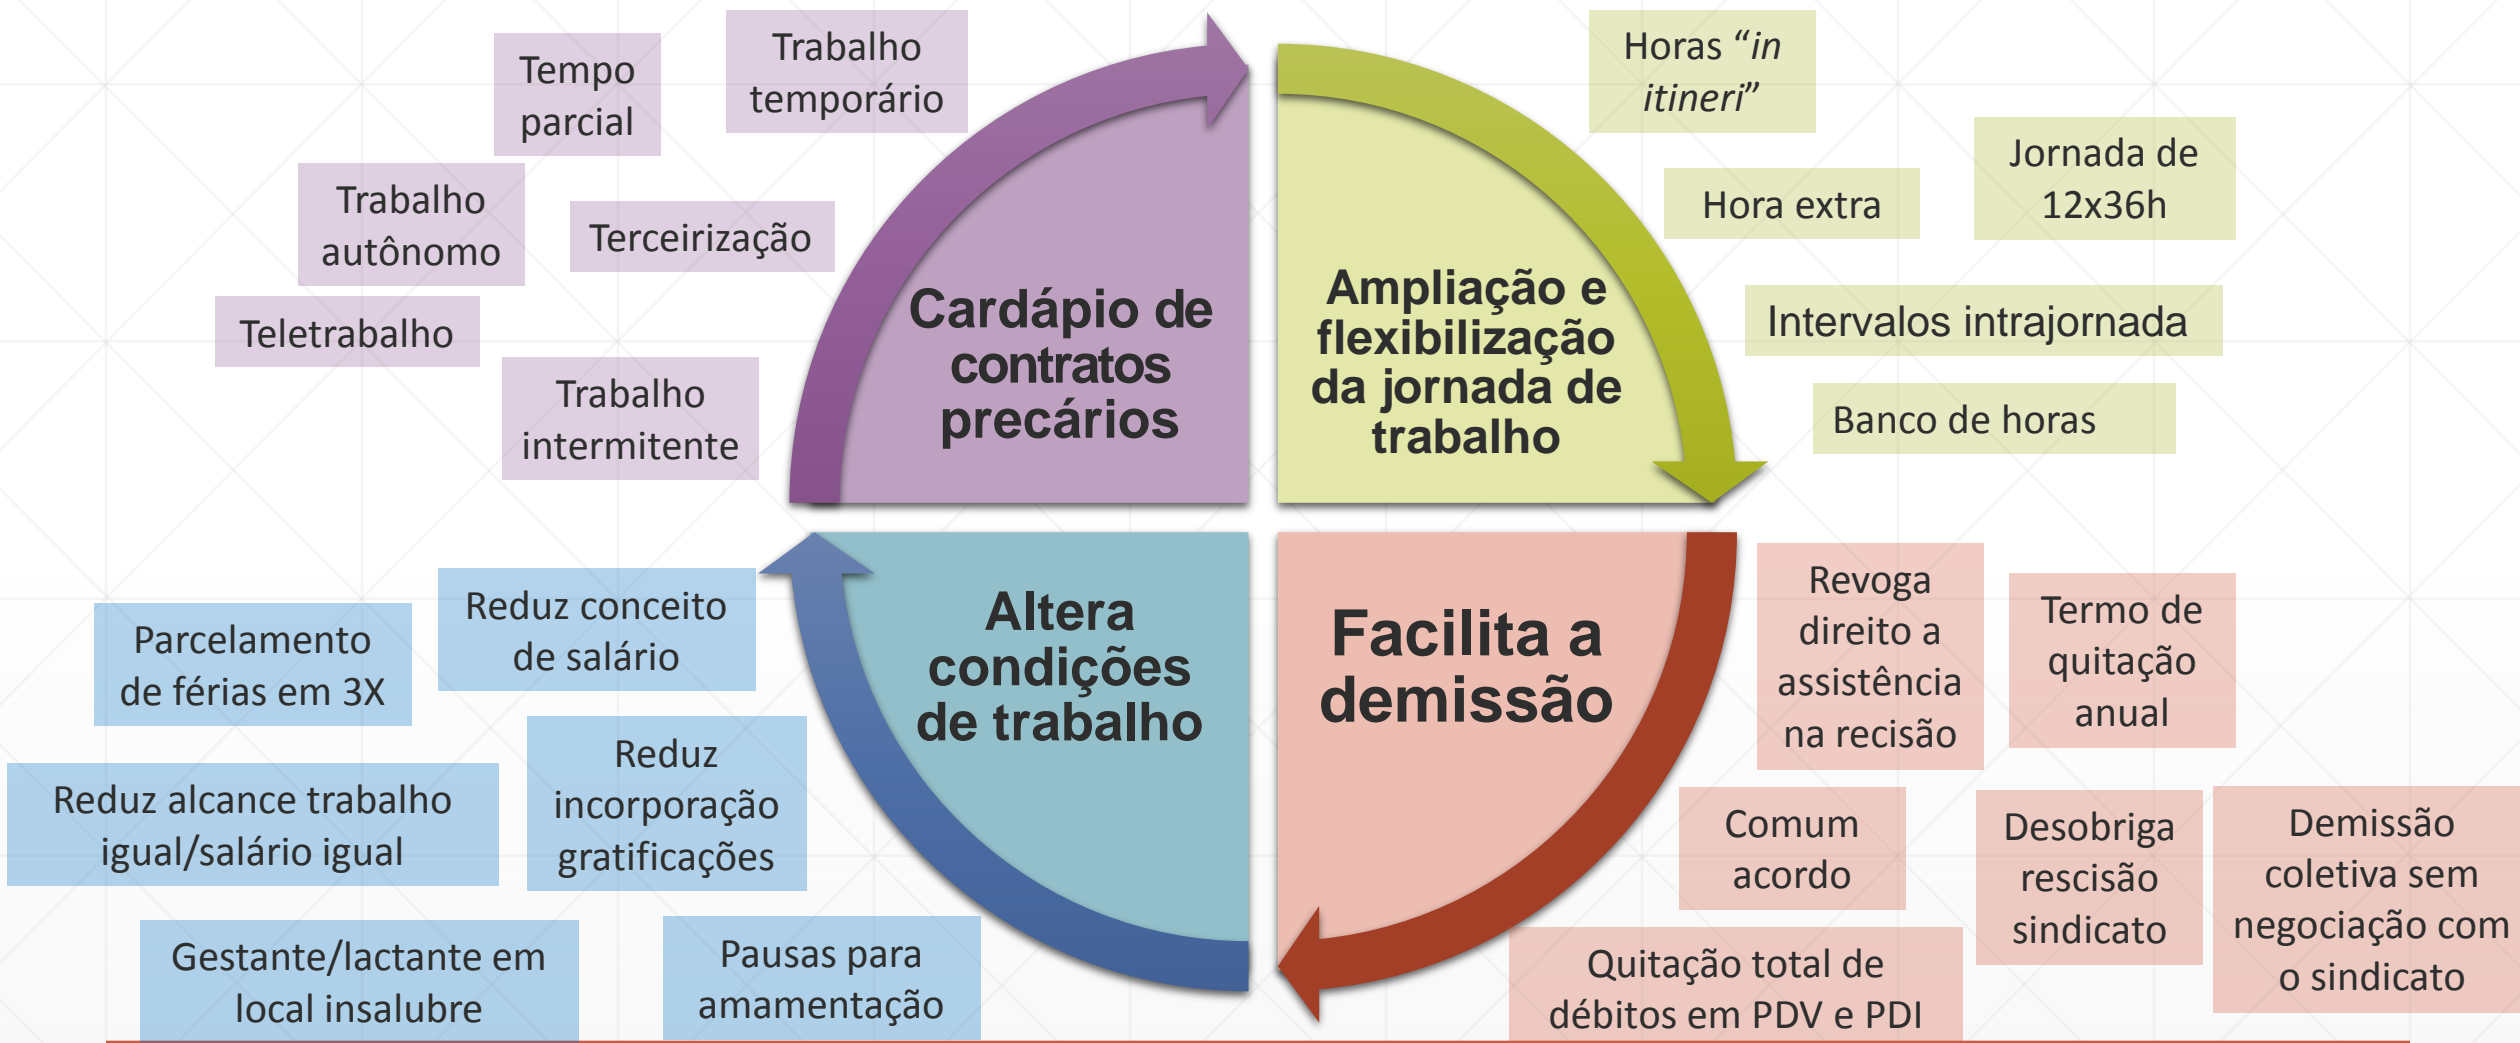 Tempo
parcial
Trabalho
temporário
Trabalho
autônomo
Terceirização
Teletrabalho
Trabalho
intermitente
Cardápio de
contratos
precários
Horas “in
itineri”
Hora extra
Jornada de
12x36h
Intervalos intrajornada
Banco de horas
Ampliação e
flexibilização
da jornada de
trabalho
Altera
condições
de trabalho
Reduz conceito
de salário
Parcelamento
de férias em 3X
Reduz
incorporação
gratificações
Reduz alcance trabalho
igual/salário igual
Gestante/lactante em
local insalubre
Pausas para
amamentação
Facilita a
demissão
Revoga
direito a
assistência
na recisão
Termo de
quitação
anual
Comum
acordo
Desobriga
rescisão
sindicato
Demissão
coletiva sem
negociação com
o sindicato
Quitação total de
débitos em PDV e PDI